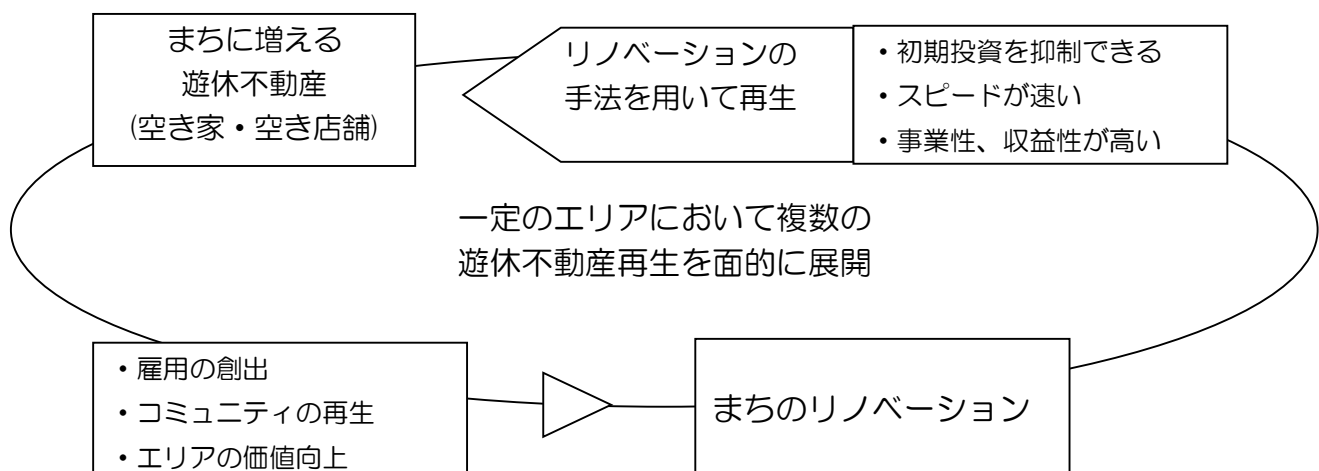 まちに増える
遊休不動産
(空き家・空き店舗)
リノベーションの
手法を用いて再生
・初期投資を抑制できる
・スピードが速い
・事業性、収益性が高い
一定のエリアにおいて複数の
遊休不動産再生を面的に展開
・雇用の創出
・コミュニティの再生
・エリアの価値向上
まちのリノベーション